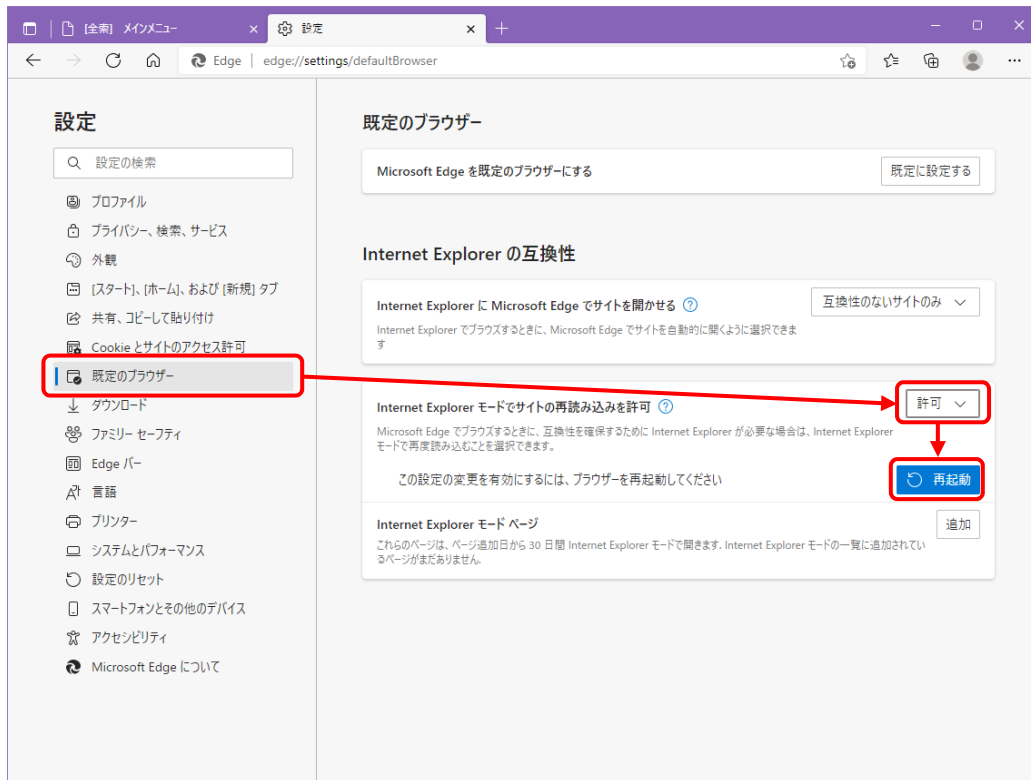 [全索] メインメニュー
設定
Edge | edge://settings/defaultBrowser
設定
設定の検索
プロファイル
プライバシー、検索、サービス
外観
[スタート]、[ホーム]、および [新規] タブ
共有、コピーして貼り付け
Cookie とサイトのアクセス許可
既定のブラウザー
ダウンロード
ファミリー セーフティ
Edge バー
言語
プリンター
システムとパフォーマンス
設定のリセット
スマートフォンとその他のデバイス
アクセシビリティ
Microsoft Edge について
既定のブラウザー
Microsoft Edge を既定のブラウザーにする
既定に設定する
Internet Explorer の互換性
Internet Explorer に Microsoft Edge でサイトを開かせる
互換性のないサイトのみ
Internet Explorer でブラウズするときに、Microsoft Edge でサイトを自動的に開くように選択できま
す
Internet Explorer モードでサイトの再読み込みを許可
許可
Microsoft Edge でブラウズするときに、互換性を確保するために Internet Explorer が必要な場合は、Internet Explorer
モードで再度読み込むことを選択できます。
この設定の変更を有効にするには、ブラウザーを再起動してください
再起動
Internet Explorer モード ページ
追加
これらのページは、ページ追加日から 30 日間 Internet Explorer モードで開きます. Internet Explorer モードの一覧に追加されてい
るページがまだありません.